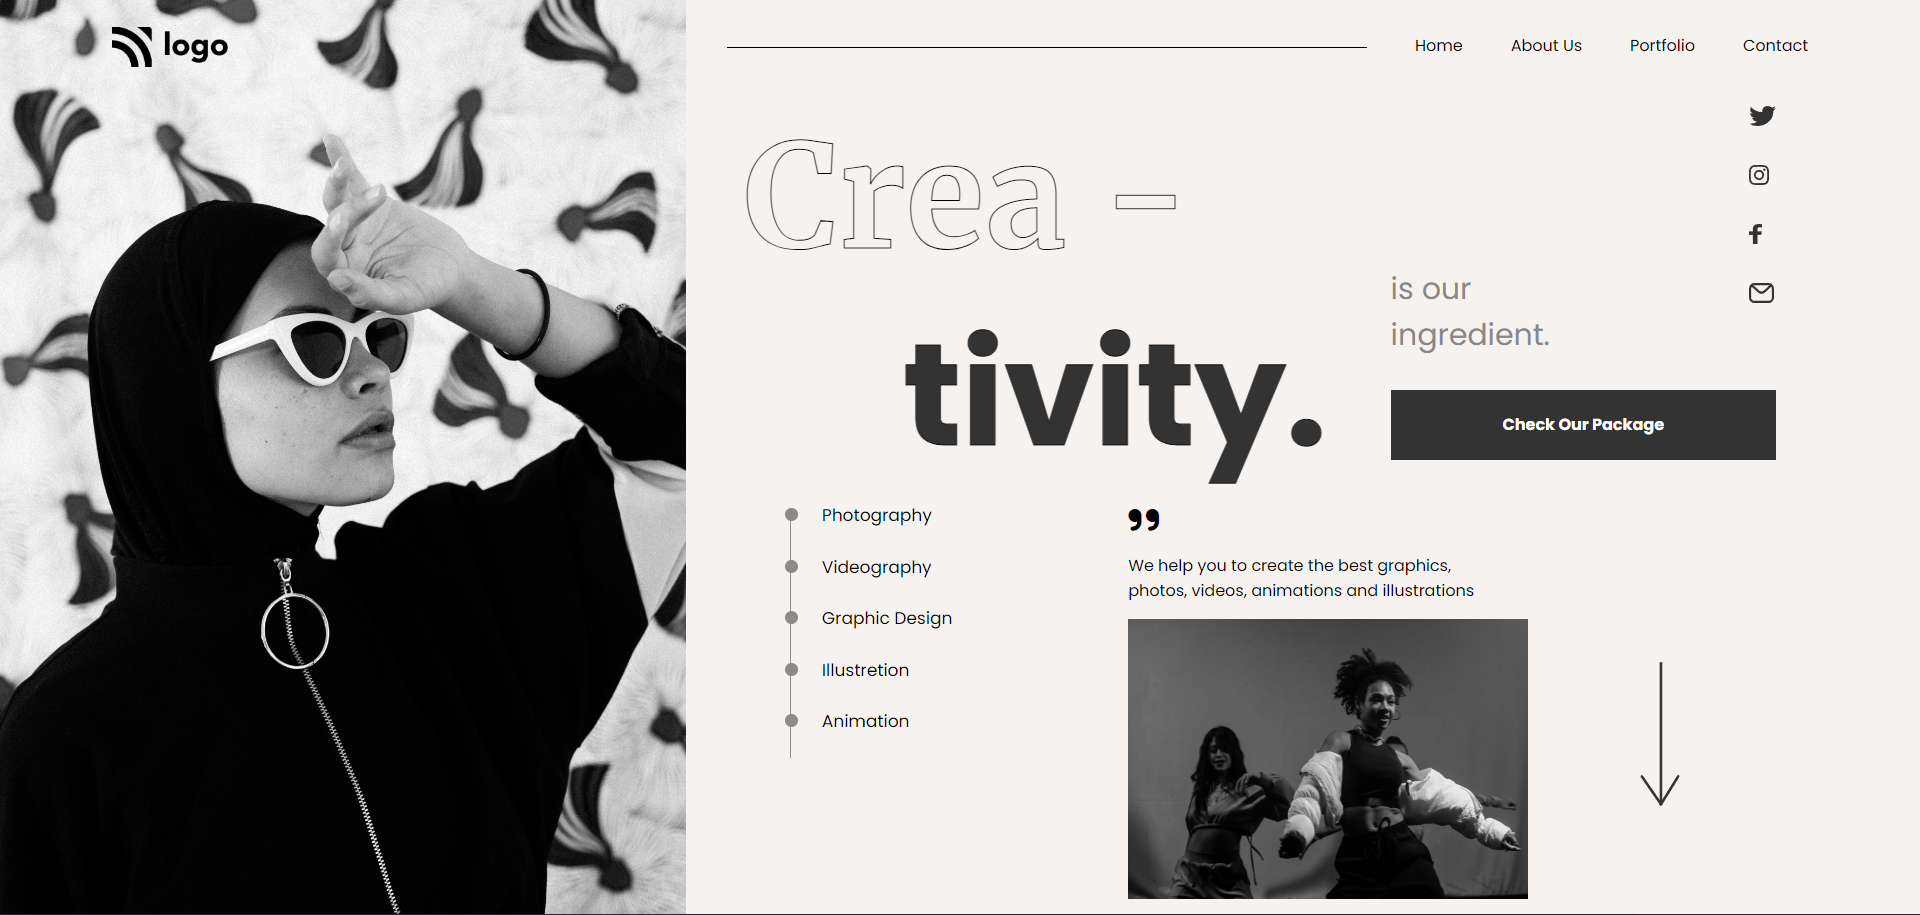 logo
Home About Us Portfolio Contact
Crea –
tivity.
is our
ingredient.
Check Our Package
Photography
Videography
Graphic Design
Illustretion
Animation
”
We help you to create the best graphics,
photos, videos, animations and illustrations